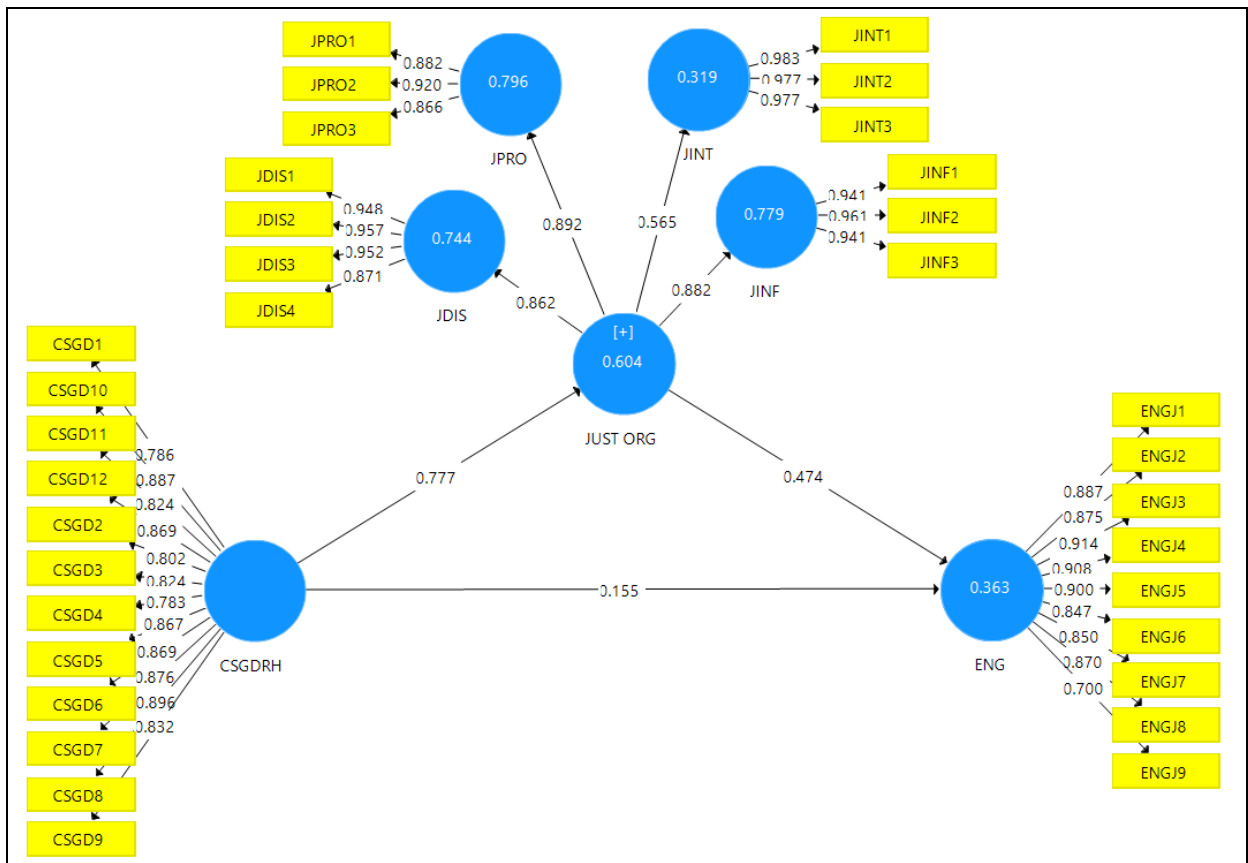 JPRO1
JPRO2
JPRO3
0.882
0.920
0.866
0.796
JPRO
JINT1
JINT2
JINT3
0.983
0.977
0.977
0.319
JINT
JDIS1
JDIS2
JDIS3
JDIS4
0.948
0.957
0.952
0.871
0.744
JDIS
JINF1
JINF2
JINF3
0.941
0.961
0.941
0.779
JINF
0.892
0.565
0.862
0.882
[+]
0.604
JUST ORG
CSGD1
CSGD10
CSGD11
CSGD12
CSGD2
CSGD3
CSGD4
CSGD5
CSGD6
CSGD7
CSGD8
CSGD9
0.786
0.887
0.824
0.869
0.802
0.824
0.783
0.867
0.869
0.876
0.896
0.832
CSGDRH
0.777
0.474
0.155
0.363
ENG
0.887
0.875
0.914
0.908
0.900
0.847
0.850
0.870
0.700
ENGJ1
ENGJ2
ENGJ3
ENGJ4
ENGJ5
ENGJ6
ENGJ7
ENGJ8
ENGJ9